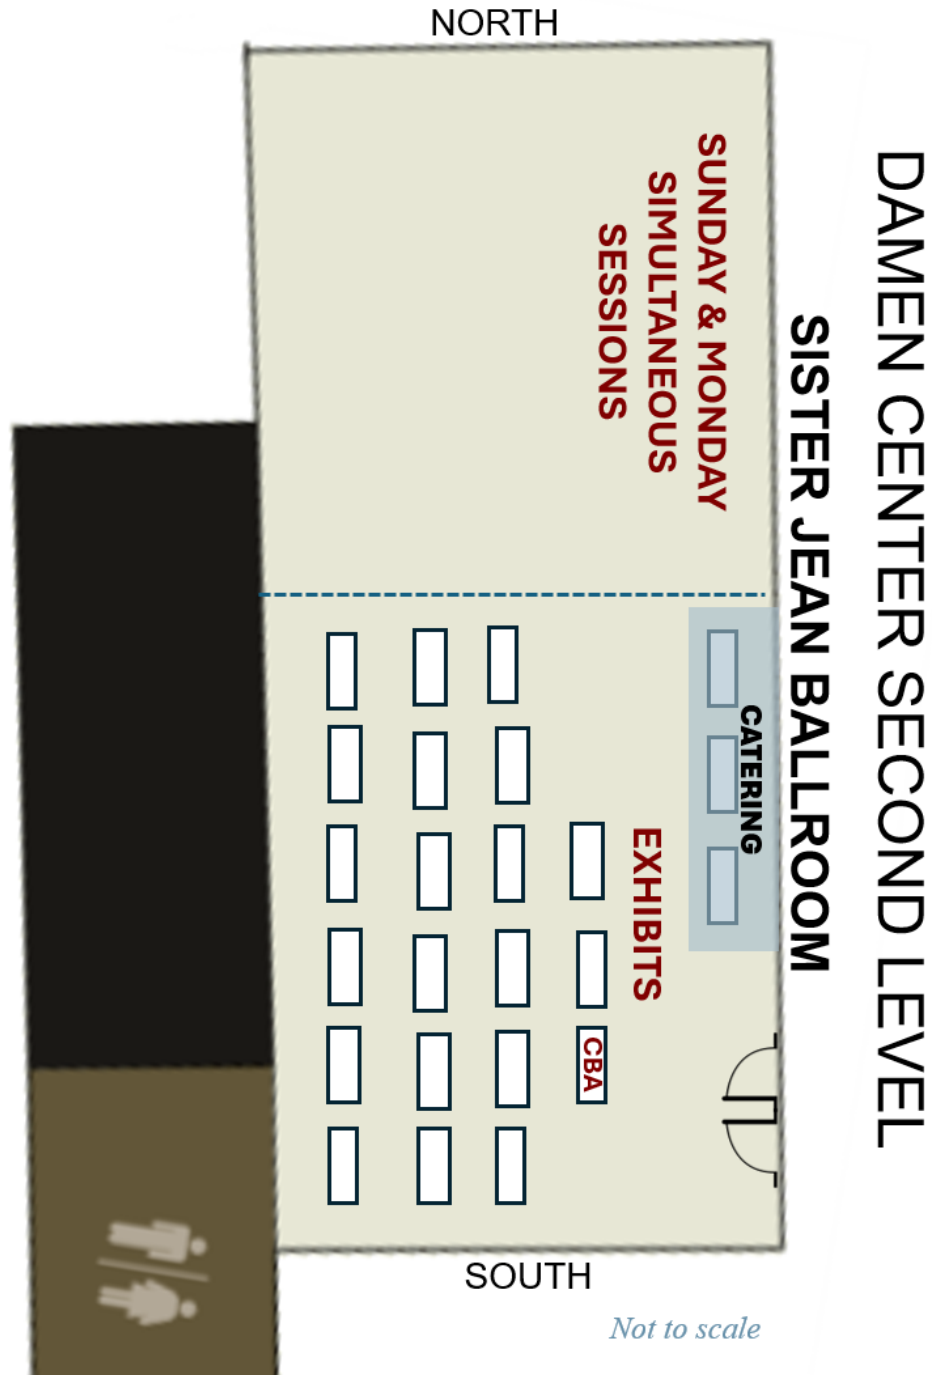 NORTH
DAMEN CENTER SECOND LEVEL
SISTER JEAN BALLROOM
SUNDAY & MONDAY
SIMULTANEOUS
SESSIONS
CATERING
EXHIBITS
CBA
SOUTH
Not to scale